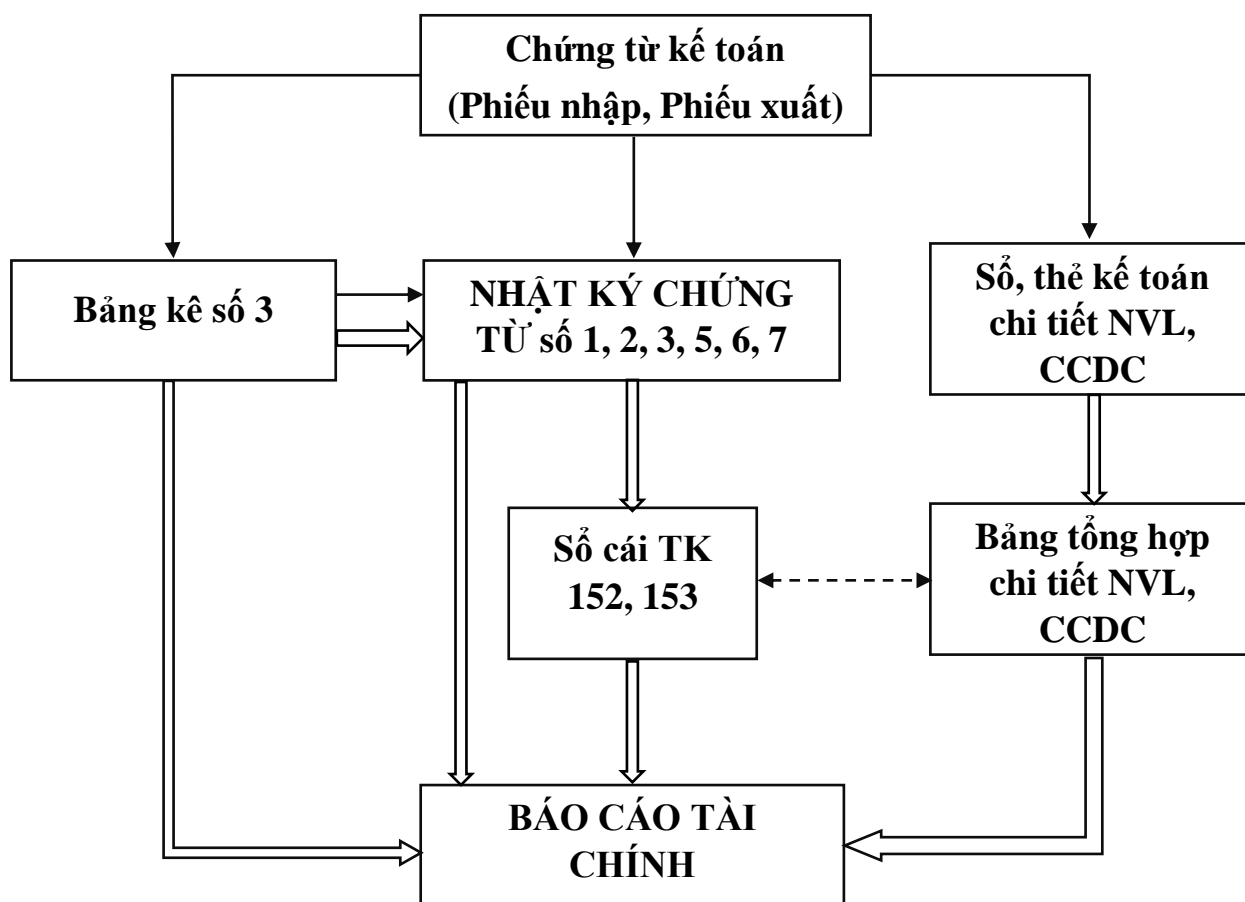 Chứng từ kế toán
(Phiếu nhập, Phiếu xuất)
Bảng kê số 3
NHẬT KÝ CHỨNG
TỪ số 1, 2, 3, 5, 6, 7
Sổ, thẻ kế toán
chi tiết NVL,
CCDC
Sổ cái TK
152, 153
Bảng tổng hợp
chi tiết NVL,
CCDC
BÁO CÁO TÀI
CHÍNH